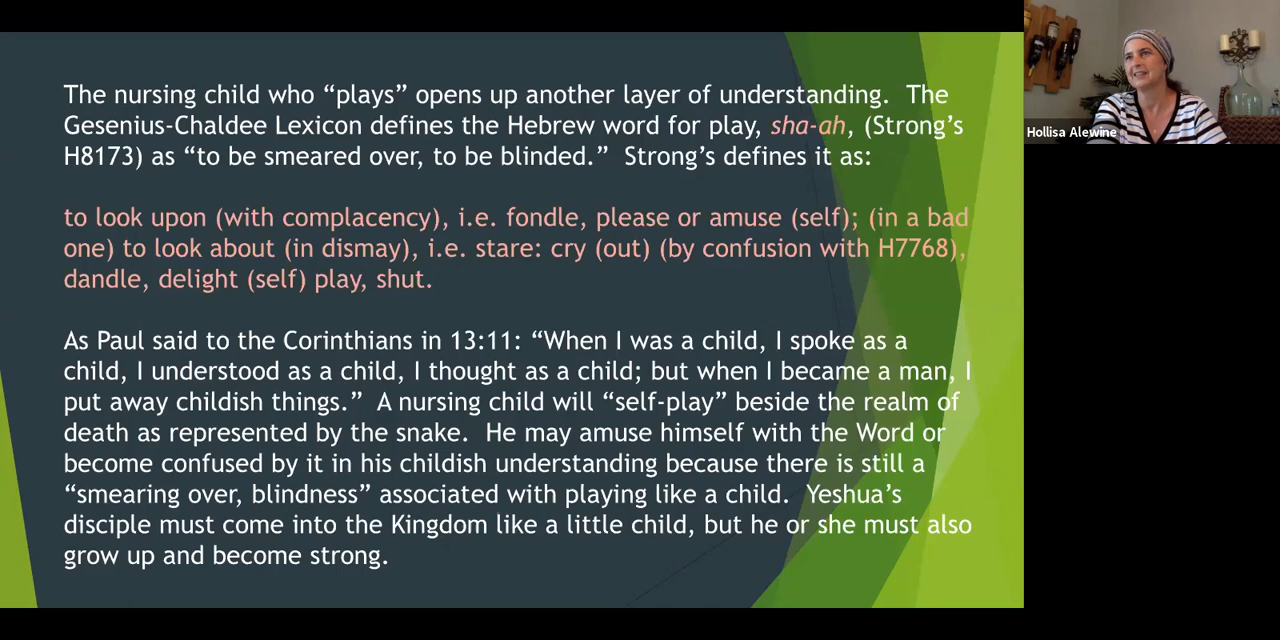 The nursing child who “plays” opens up another layer of understanding. The
Gesenius-Chaldee Lexicon defines the Hebrew word for play, sha-ah, (Strong’s
H8173) as “to be smeared over, to be blinded.” Strong’s defines it as:
to look upon (with complacency), i.e. fondle, please or amuse (self); (in a bad
one) to look about (in dismay), i.e. stare: cry (out) (by confusion with H7768),
dandle, delight (self) play, shut.
As Paul said to the Corinthians in 13:11: “When I was a child, I spoke as a
child, I understood as a child, I thought as a child; but when I became a man, I
put away childish things.” A nursing child will “self-play” beside the realm of
death as represented by the snake. He may amuse himself with the Word or
become confused by it in his childish understanding because there is still a
“smearing over, blindness” associated with playing like a child. Yeshua’s
disciple must come into the Kingdom like a little child, but he or she must also
grow up and become strong.
Hollisa Alewine